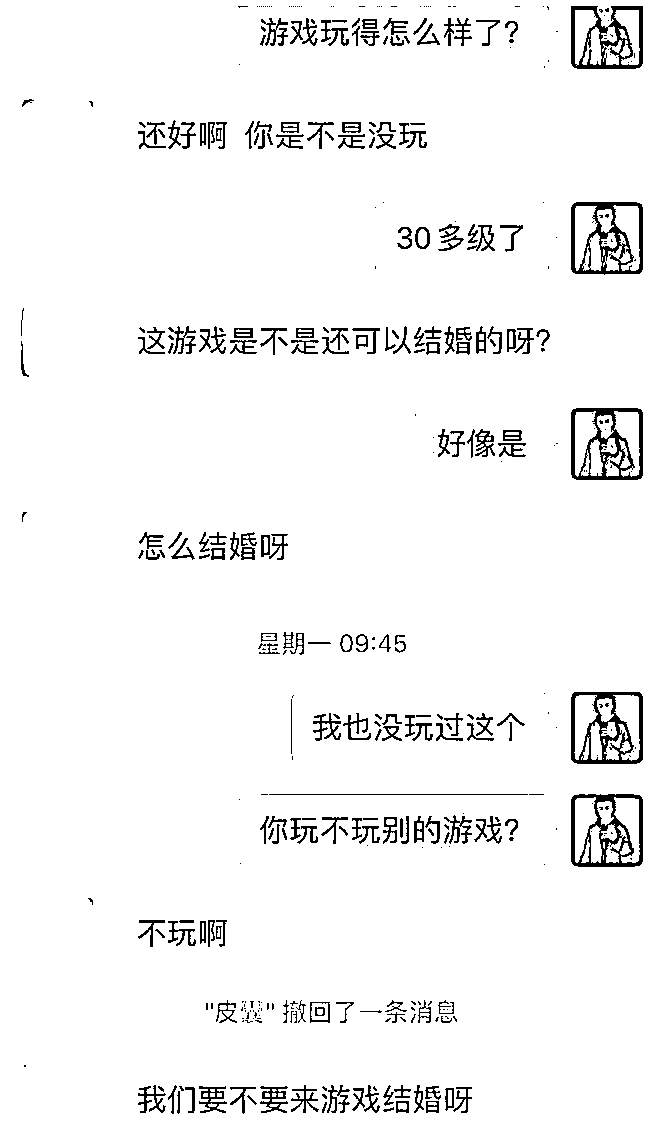 游戏玩得怎么样了?
还好啊 你是不是没玩
30多级了
这游戏是不是还可以结婚的呀?
好像是
怎么结婚呀
星期一 09:45
我也没玩过这个
你玩不玩别的游戏?
不玩啊
"皮囊" 撤回了一条消息
我们要不要来游戏结婚呀